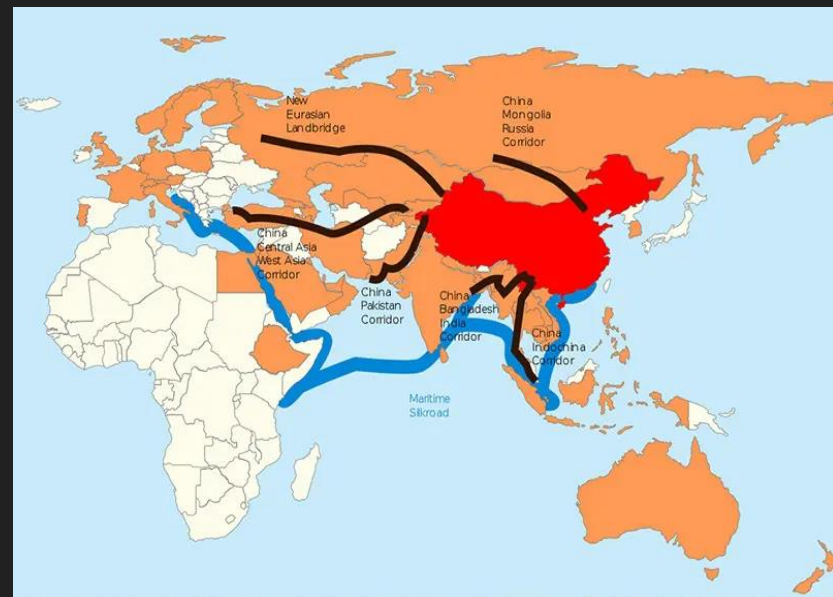 New
Eurasian
Landbridge
China
Mongolia
Russia
Corridor
China
Central Asia
West Asia
Corridor
China
Pakistan
Corridor
China
Bangladesh
India
Corridor
China
Indochina
Corridor
Maritime
Silkroad